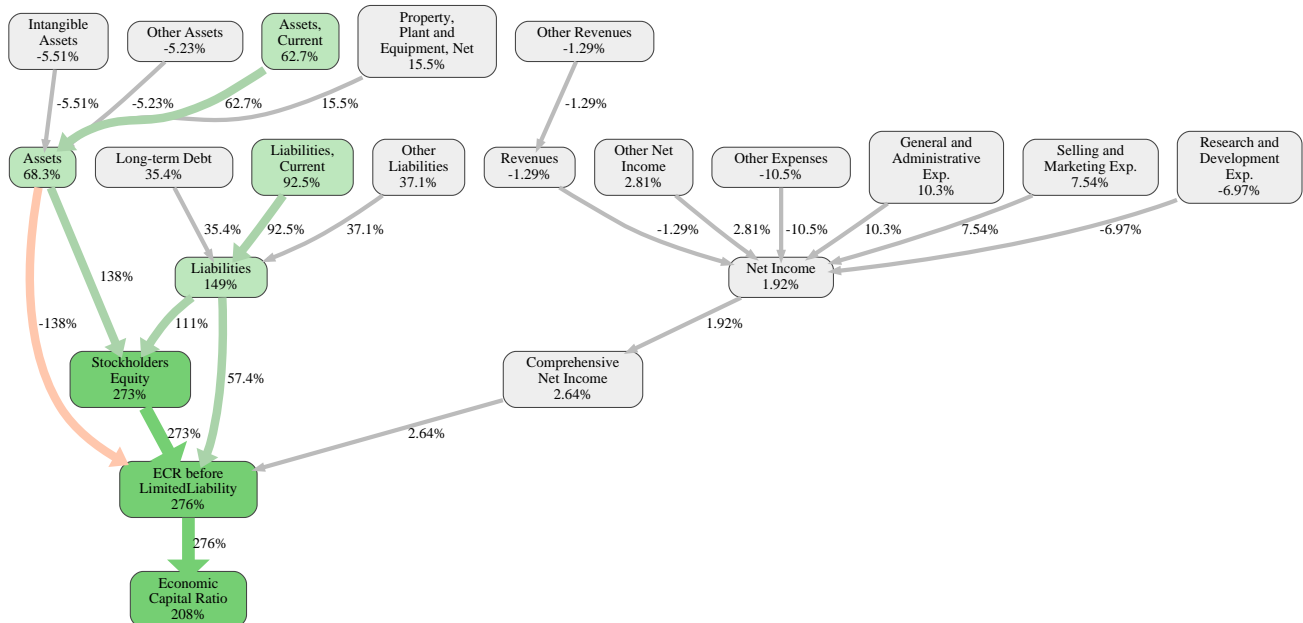 Intangible
Assets
-5.51%
Other Assets
-5.23%
Assets,
Current
62.7%
Property,
Plant and
Equipment, Net
15.5%
Other Revenues
-1.29%
-5.51%
-5.23%
62.7%
15.5%
-1.29%
Assets
68.3%
Long-term Debt
35.4%
Liabilities,
Current
92.5%
Other
Liabilities
37.1%
Revenues
-1.29%
Other Net
Income
2.81%
Other Expenses
-10.5%
General and
Administrative
Exp.
10.3%
Selling and
Marketing Exp.
7.54%
Research and
Development
Exp.
-6.97%
35.4%
92.5%
37.1%
-1.29%
2.81%
-10.5%
10.3%
7.54%
-6.97%
Liabilities
149%
Net Income
1.92%
138%
-138%
111%
57.4%
1.92%
Stockholders
Equity
273%
Comprehensive
Net Income
2.64%
273%
2.64%
ECR before
LimitedLiability
276%
276%
Economic
Capital Ratio
208%